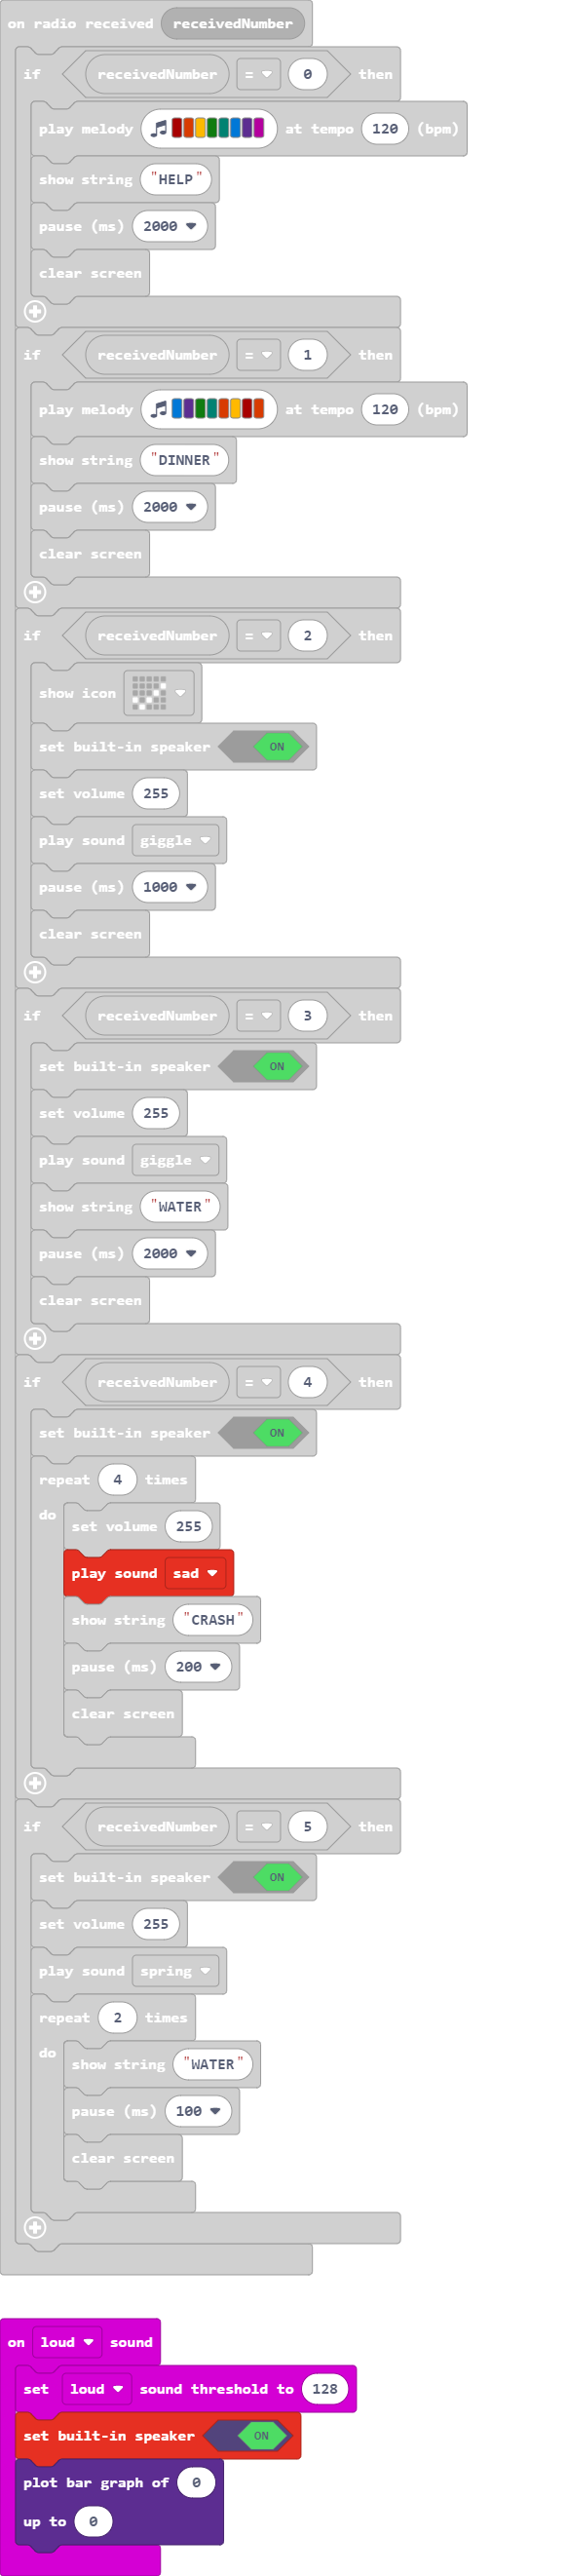 on radio received receivedNumber
if receivedNumber = 0 then
play melody at tempo 120 (bpm)
show string "HELP"
pause (ms) 2000
clear screen
if receivedNumber = 1 then
play melody at tempo 120 (bpm)
show string "DINNER"
pause (ms) 2000
clear screen
if receivedNumber = 2 then
show icon
set built-in speaker ON
set volume 255
play sound giggle
pause (ms) 1000
clear screen
if receivedNumber = 3 then
set built-in speaker ON
set volume 255
play sound giggle
show string "WATER"
pause (ms) 2000
clear screen
if receivedNumber = 4 then
set built-in speaker ON
repeat 4 times
do
set volume 255
play sound sad
show string "CRASH"
pause (ms) 200
clear screen
if receivedNumber = 5 then
set built-in speaker ON
set volume 255
play sound spring
repeat 2 times
do
show string "WATER"
pause (ms) 100
clear screen
on loud sound
set loud sound threshold to 128
set built-in speaker ON
plot bar graph of 0
up to 0